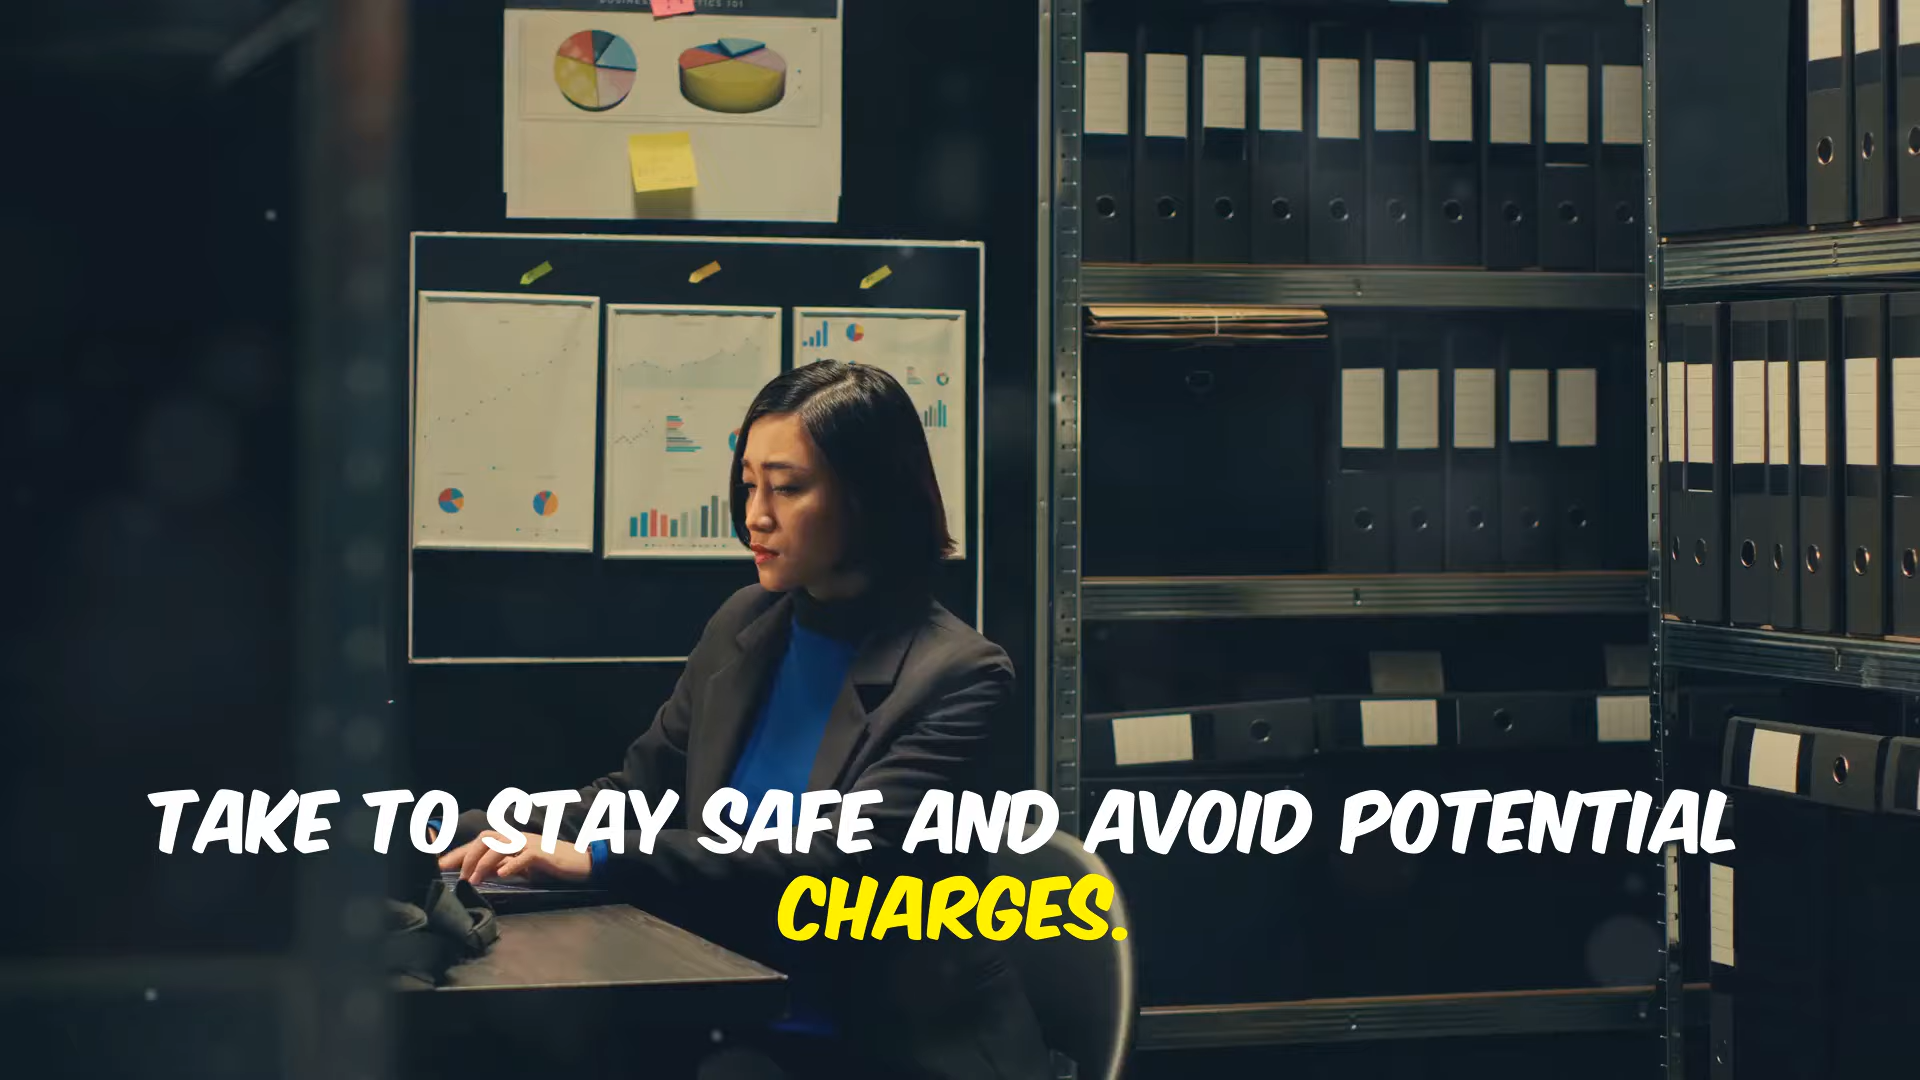 TAKE TO STAY SAFE AND AVOID POTENTIAL
CHARGES.